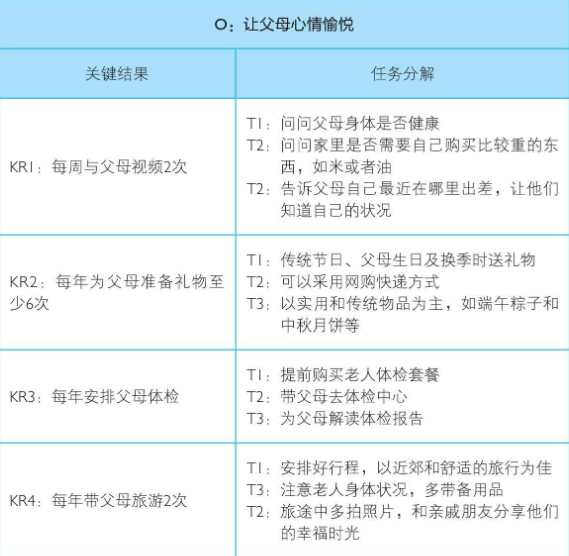 O：让父母心情愉悦
关键结果
任务分解
KR1：每周与父母视频2次
T1：问问父母身体是否健康
T2：问问家里是否需要自己购买比较重的东
西，如米或者油
T2：告诉父母自己最近在哪里出差，让他们
知道自己的状况
KR2：每年为父母准备礼物至
少6次
T1：传统节日、父母生日及换季时送礼物
T2：可以采用网购快递方式
T3：以实用和传统物品为主，如端午粽子和
中秋月饼等
KR3：每年安排父母体检
T1：提前购买老人体检套餐
T2：带父母去体检中心
T3：为父母解读体检报告
KR4：每年带父母旅游2次
T1：安排好行程，以近郊和舒适的旅行为佳
T3：注意老人身体状况，多带备用品
T2：旅途中多拍照片，和亲戚朋友分享他们
的幸福时光